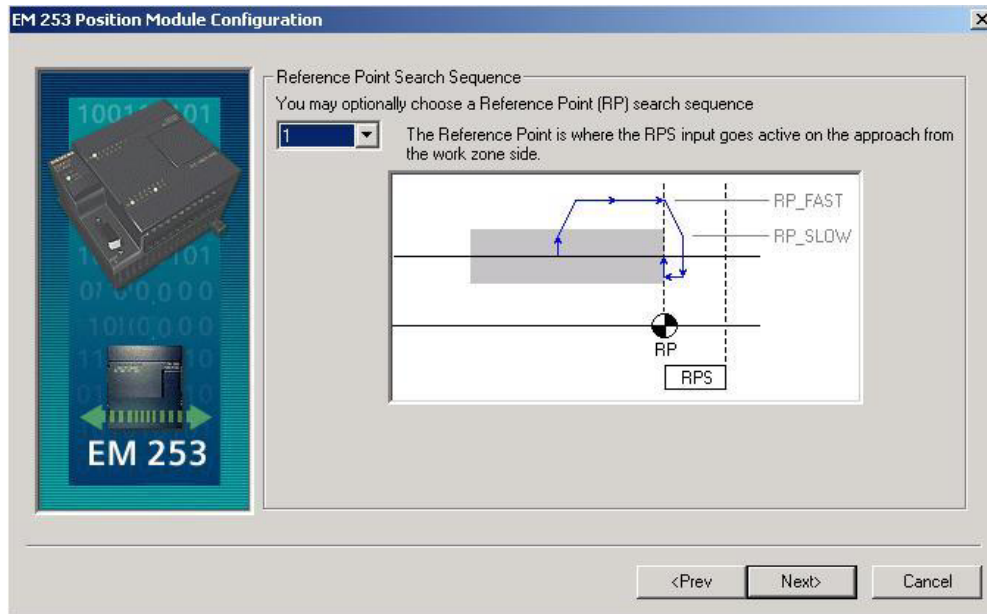 EM 253 Position Module Configuration
Reference Point Search Sequence
You may optionally choose a Reference Point (RP) search sequence
1
The Reference Point is where the RPS input goes active on the approach from
the work zone side.
RP_FAST
RP_SLOW
RP
RPS
EM 253
<Prev
Next>
Cancel